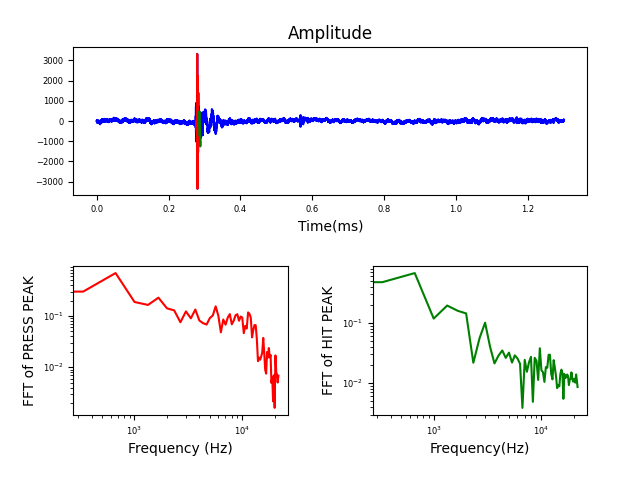 Amplitude
3000
2000
1000
0
−1000
−2000
−3000
0.0 0.2 0.4 0.6 0.8 1.0 1.2
Time(ms)
FFT of PRESS PEAK
10⁻¹
10⁻²
10³ 10⁴
Frequency (Hz)
FFT of HIT PEAK
10⁻¹
10⁻²
10³ 10⁴
Frequency(Hz)